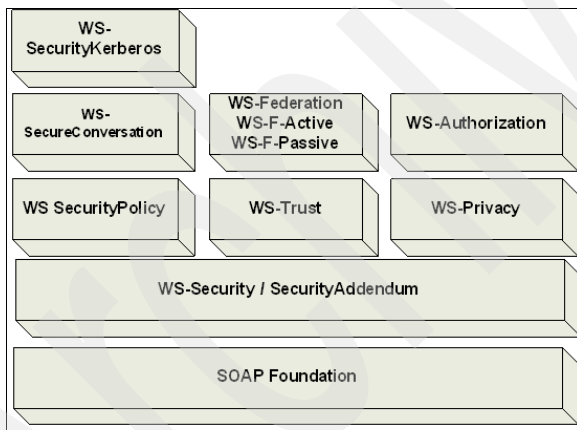 WS-
SecurityKerberos
WS-
SecureConversation
WS-Federation
WS-F-Active
WS-F-Passive
WS-Authorization
WS SecurityPolicy
WS-Trust
WS-Privacy
WS-Security / SecurityAddendum
SOAP Foundation